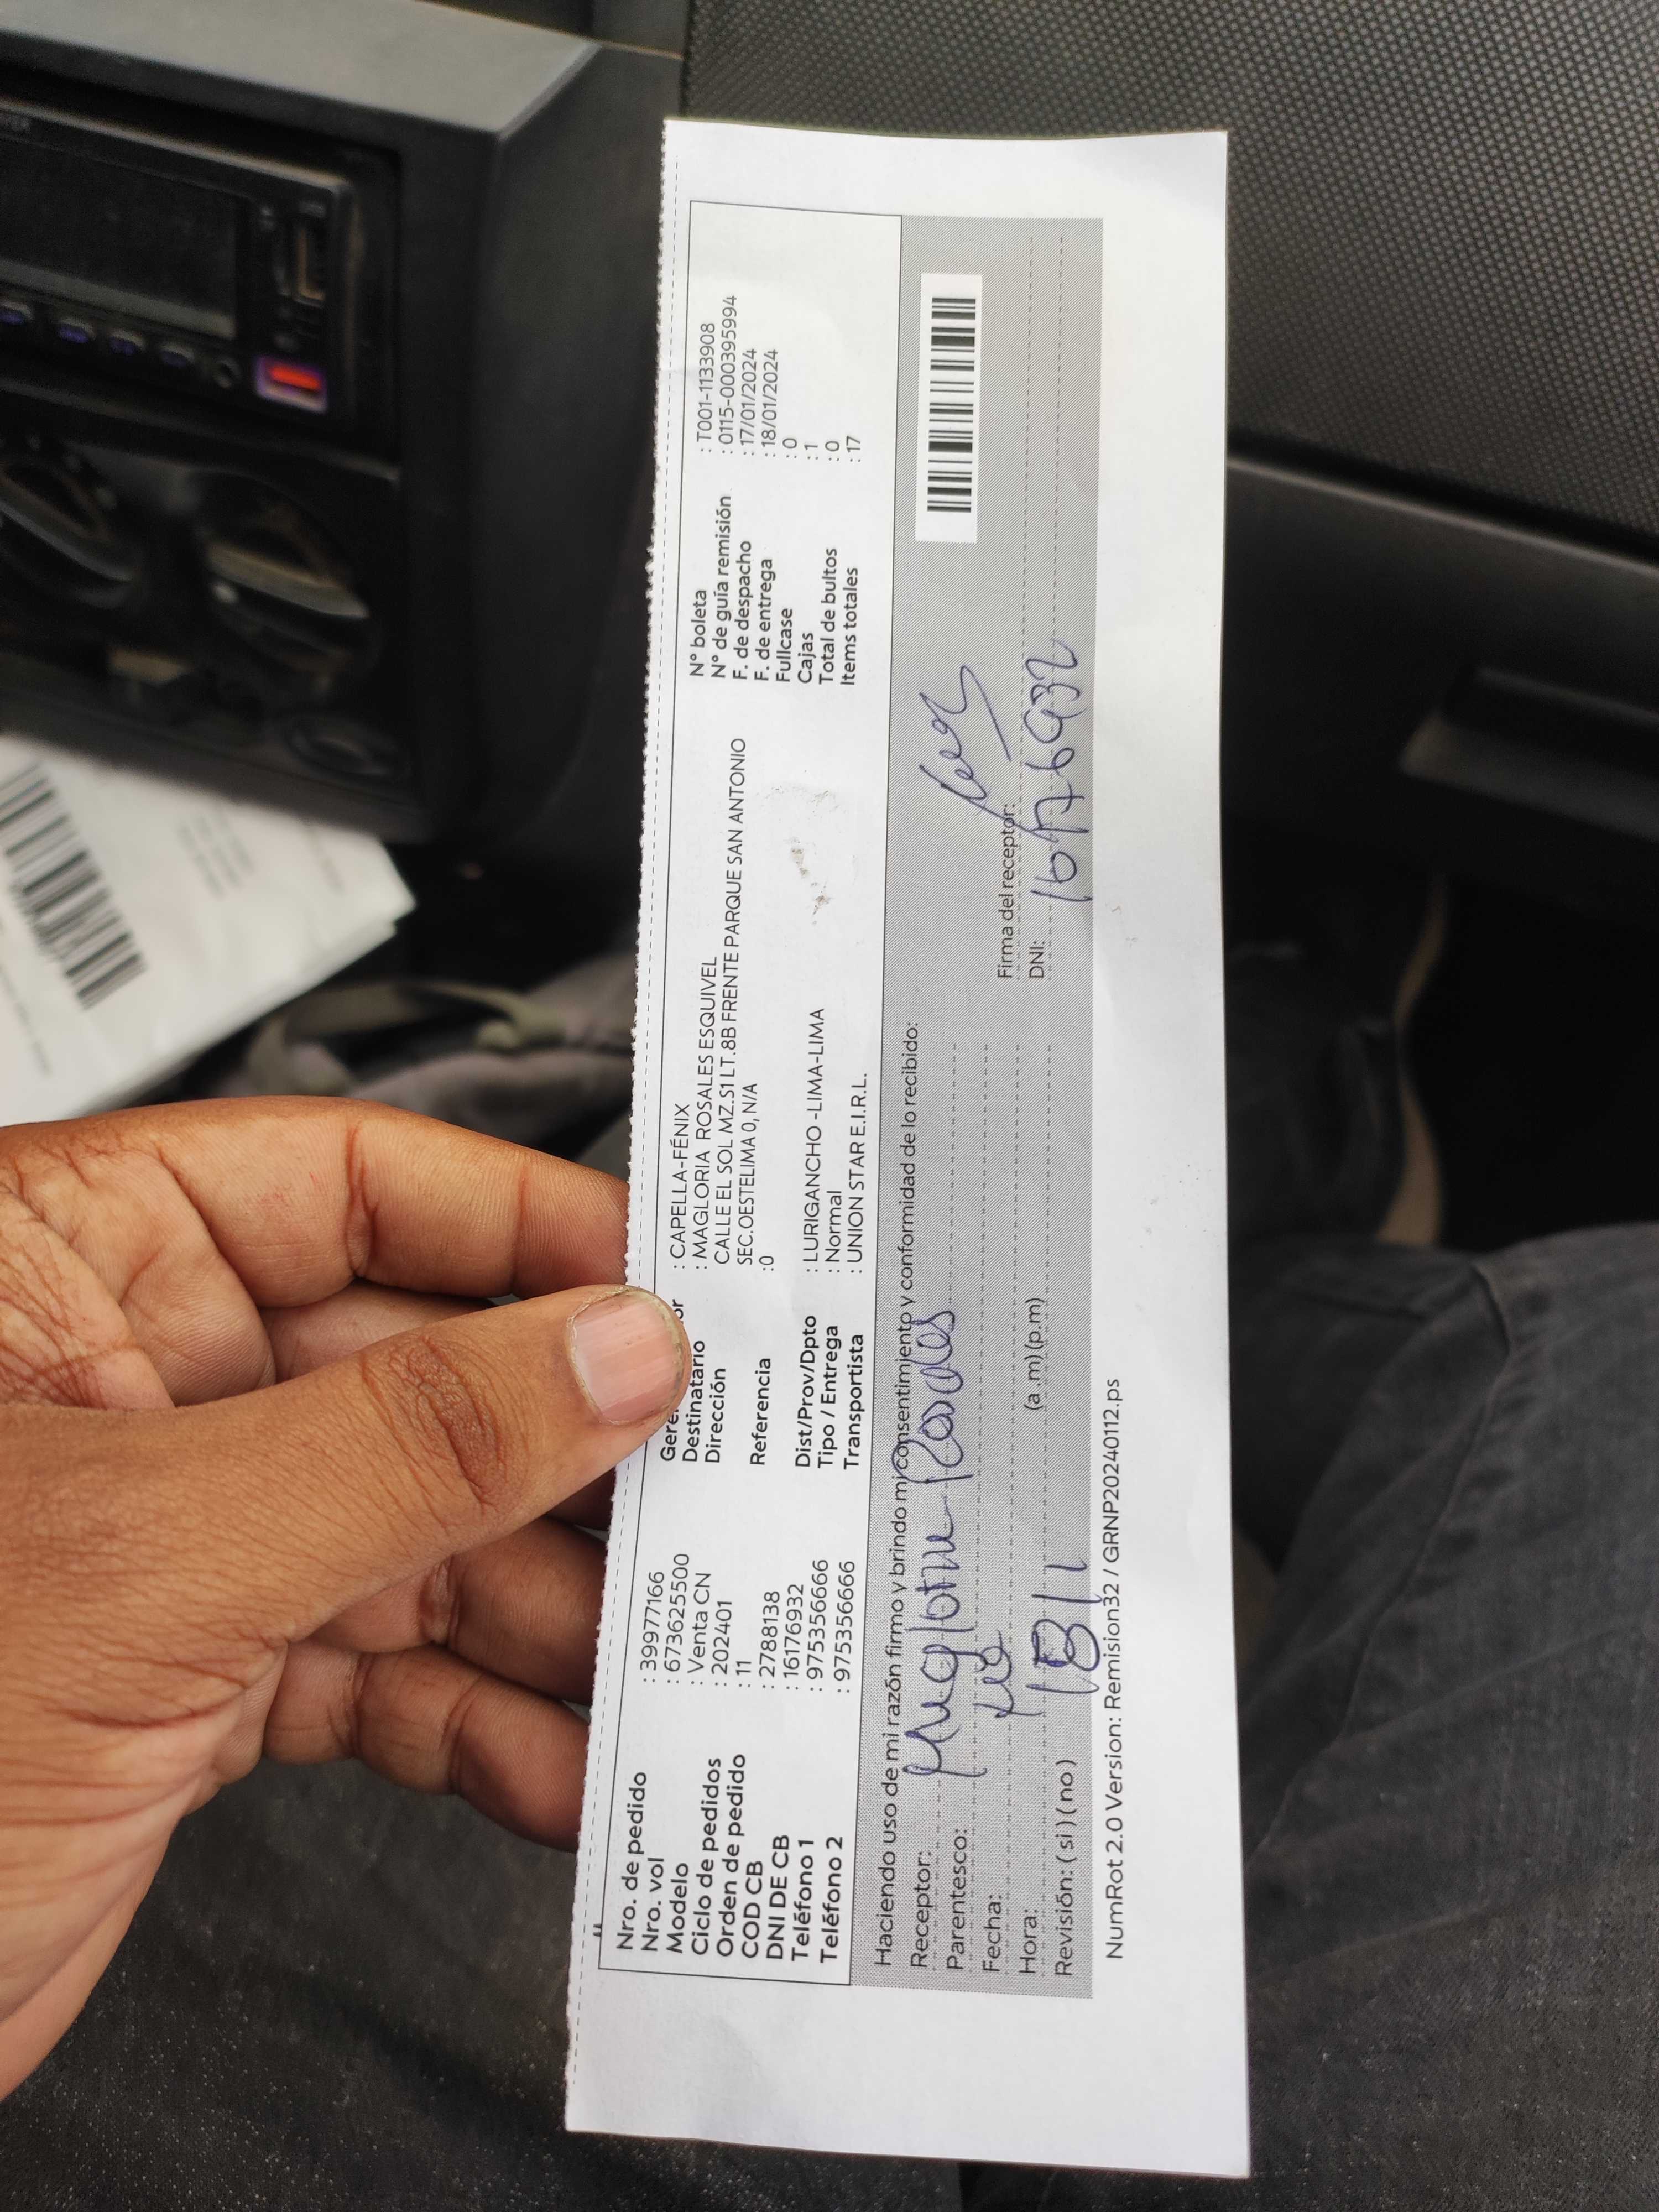 Nro. de pedido : 39977166
Nro. vol : 673625500
Modelo : Venta CN
Ciclo de pedidos : 202401
Orden de pedido : 11
COD CB : 2788138
DNI DE CB : 16176932
Teléfono 1 : 975356666
Teléfono 2 : 975356666
: CAPELLA-FÉNIX
Destinatario : MAGLORIA ROSALES ESQUIVEL
Dirección CALLE EL SOL MZ.S1 LT.8B FRENTE PARQUE SAN ANTONIO
SEC.OESTELIMA 0, N/A
Referencia :0
Dist/Prov/Dpto : LURIGANCHO -LIMA-LIMA
Tipo / Entrega : Normal
Transportista : UNION STAR E.I.R.L.
N° boleta : T001-1133908
N° de guía remisión : 0115-000395994
F. de despacho : 17/01/2024
F. de entrega : 18/01/2024
Fullcase : 0
Cajas : 1
Total de bultos : 0
Items totales : 17
Haciendo uso de mi razón firmo y brindo mi consentimiento y conformidad de lo recibido:
Receptor:
Parentesco:
Fecha:
Hora: (a .m) (p.m)
Revisión: ( si ) ( no )
Firma del receptor:
DNI: 16176932
NumRot 2.0 Version: Remision32 / GRNP20240112.ps